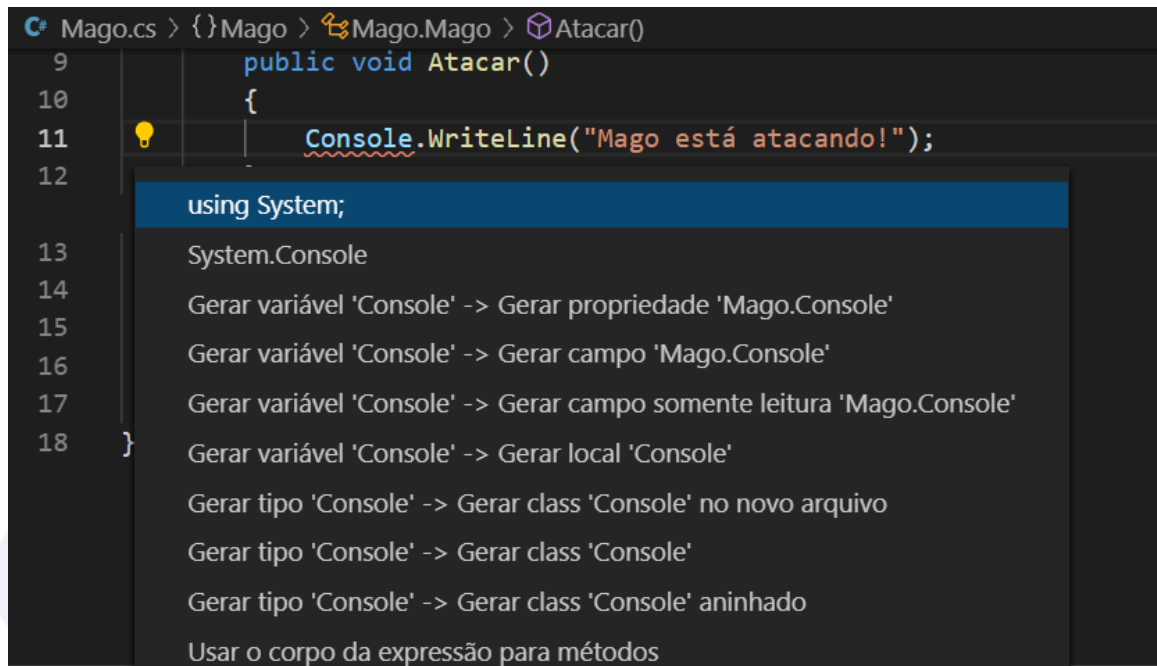 C# Mago.cs > {} Mago > Mago.Mago > Atacar()
9 public void Atacar()
10 {
11 Console.WriteLine("Mago está atacando!");
12
using System;
13 System.Console
14 Gerar variável 'Console' -> Gerar propriedade 'Mago.Console'
15
16 Gerar variável 'Console' -> Gerar campo 'Mago.Console'
17 Gerar variável 'Console' -> Gerar campo somente leitura 'Mago.Console'
18 } Gerar variável 'Console' -> Gerar local 'Console'
Gerar tipo 'Console' -> Gerar class 'Console' no novo arquivo
Gerar tipo 'Console' -> Gerar class 'Console'
Gerar tipo 'Console' -> Gerar class 'Console' aninhado
Usar o corpo da expressão para métodos